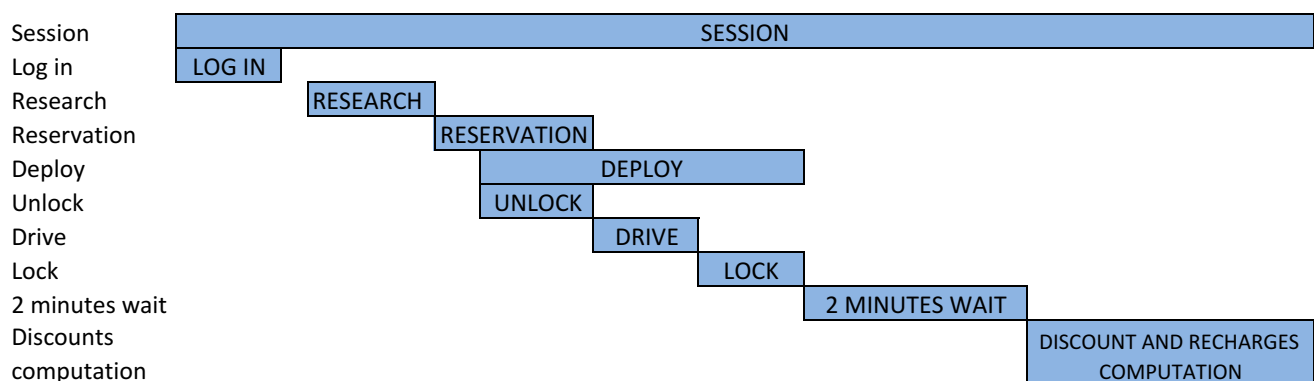 Session SESSION
Log in LOG IN
Research RESEARCH
Reservation RESERVATION
Deploy DEPLOY
Unlock UNLOCK
Drive DRIVE
Lock LOCK
2 minutes wait 2 MINUTES WAIT
Discounts DISCOUNT AND RECHARGES
computation COMPUTATION